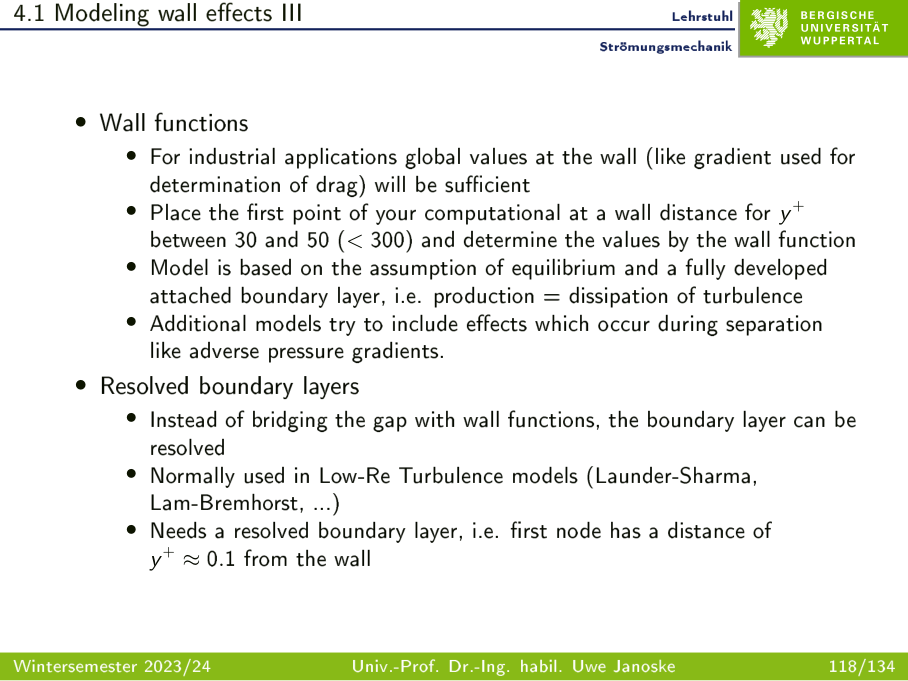 4.1 Modeling wall effects III
Lehrstuhl
Strömungsmechanik
BERGISCHE
UNIVERSITÄT
WUPPERTAL
• Wall functions
• For industrial applications global values at the wall (like gradient used for
determination of drag) will be sufficient
• Place the first point of your computational at a wall distance for y⁺
between 30 and 50 (< 300) and determine the values by the wall function
• Model is based on the assumption of equilibrium and a fully developed
attached boundary layer, i.e. production = dissipation of turbulence
• Additional models try to include effects which occur during separation
like adverse pressure gradients.
• Resolved boundary layers
• Instead of bridging the gap with wall functions, the boundary layer can be
resolved
• Normally used in Low-Re Turbulence models (Launder-Sharma,
Lam-Bremhorst, ...)
• Needs a resolved boundary layer, i.e. first node has a distance of
y⁺ ≈ 0.1 from the wall
Wintersemester 2023/24
Univ.-Prof. Dr.-Ing. habil. Uwe Janoske
118/134